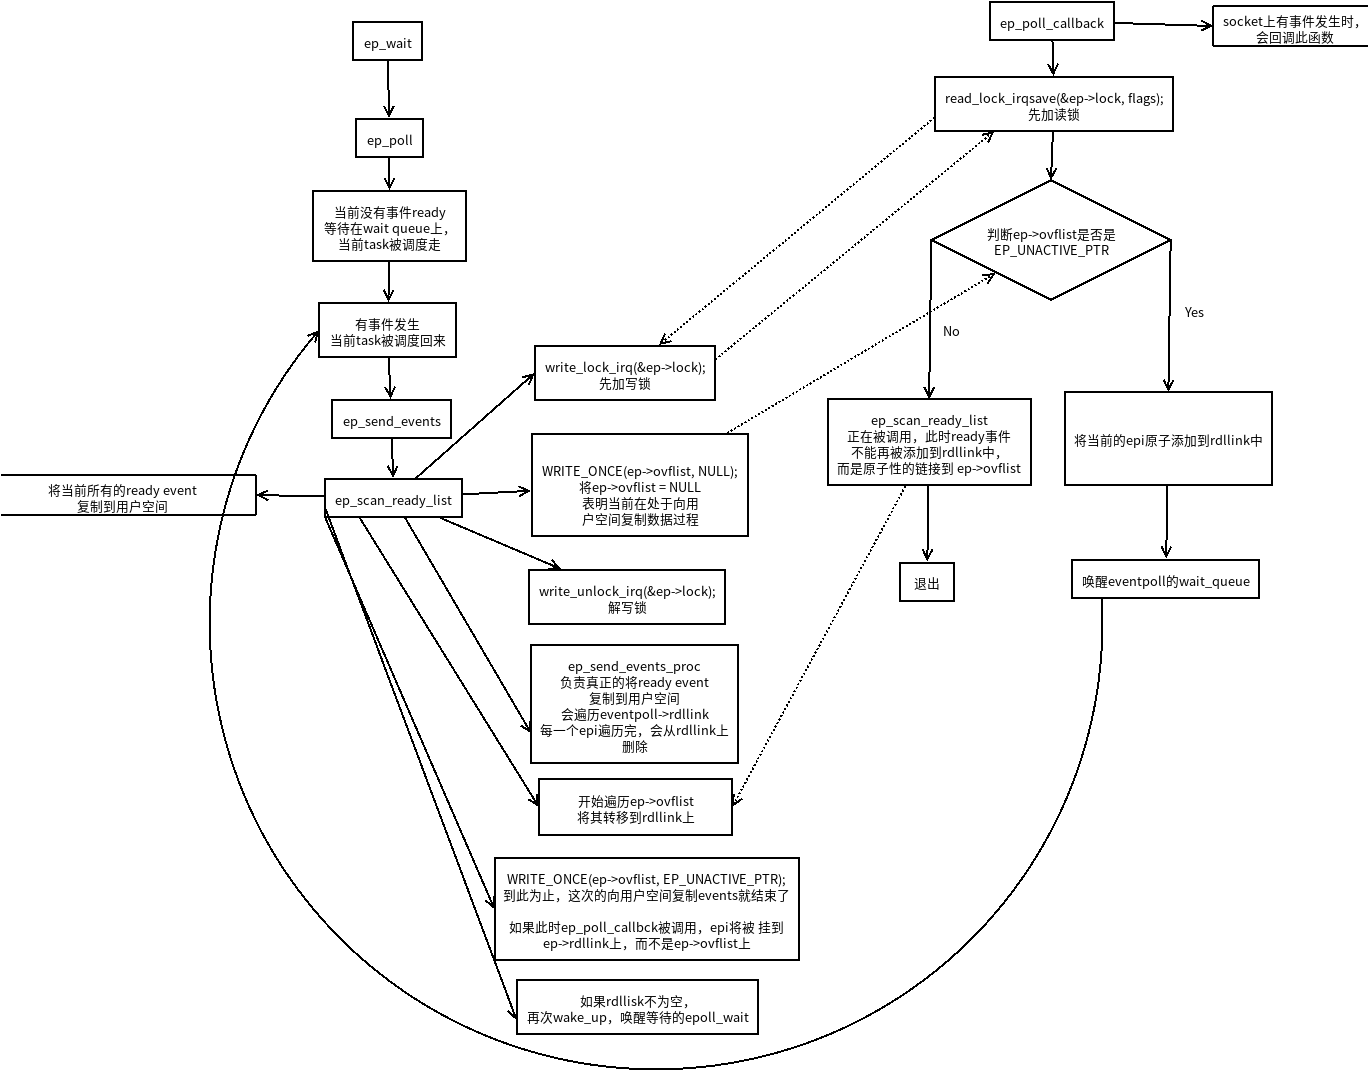 ep_wait
ep_poll
当前没有事件ready
等待在wait queue上，
当前task被调度走
有事件发生
当前task被调度回来
ep_send_events
ep_scan_ready_list
将当前所有的ready event
复制到用户空间
write_lock_irq(&ep->lock);
先加写锁
WRITE_ONCE(ep->ovflist, NULL);
将ep->ovflist = NULL
表明当前在处于向用
户空间复制数据过程
write_unlock_irq(&ep->lock);
解写锁
ep_send_events_proc
负责真正的将ready event
复制到用户空间
会遍历eventpoll->rdllink
每一个epi遍历完，会从rdllink上
删除
开始遍历ep->ovflist
将其转移到rdllink上
WRITE_ONCE(ep->ovflist, EP_UNACTIVE_PTR);
到此为止，这次的向用户空间复制events就结束了
如果此时ep_poll_callbck被调用，epi将被 挂到
ep->rdllink上，而不是ep->ovflist上
如果rdllisk不为空，
再次wake_up，唤醒等待的epoll_wait
ep_poll_callback
socket上有事件发生时，
会回调此函数
read_lock_irqsave(&ep->lock, flags);
先加读锁
判断ep->ovflist是否是
EP_UNACTIVE_PTR
No
Yes
ep_scan_ready_list
正在被调用，此时ready事件
不能再被添加到rdllink中，
而是原子性的链接到 ep->ovflist
将当前的epi原子添加到rdllink中
退出
唤醒eventpoll的wait_queue